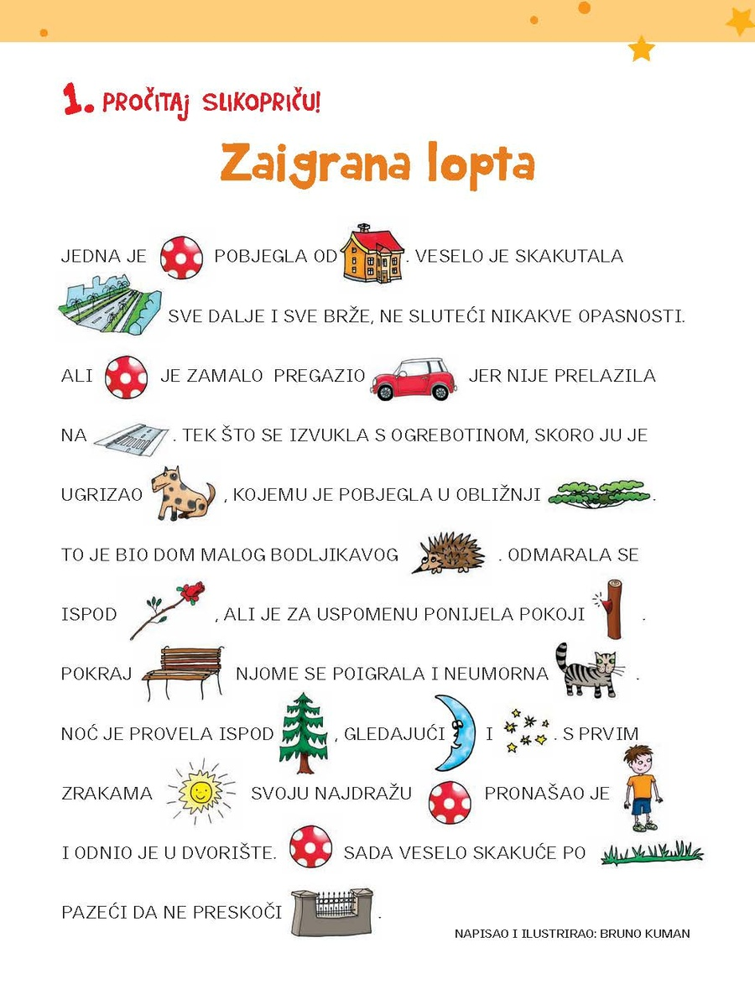 1. PROČITAJ SLIKOPRIČU!
Zaigrana lopta
JEDNA JE POBJEGLA OD . VESELO JE SKAKUTALA
SVE DALJE I SVE BRŽE, NE SLUTEĆI NIKAKVE OPASNOSTI.
ALI JE ZAMALO PREGAZIO JER NIJE PRELAZILA
NA . TEK ŠTO SE IZVUKLA S OGREBOTINOM, SKORO JU JE
UGRIZAO , KOJEMU JE POBJEGLA U OBLIŽNJI .
TO JE BIO DOM MALOG BODLJIKAVOG . ODMARALA SE
ISPOD , ALI JE ZA USPOMENU PONIJELA POKOJI .
POKRAJ NJOME SE POIGRALA I NEUMORNA .
NOĆ JE PROVELA ISPOD , GLEDAJUĆI I . S PRVIM
ZRAKAMA SVOJU NAJDRAŽU PRONAŠAO JE
I ODNIO JE U DVORIŠTE. SADA VESELO SKAKUĆE PO
PAZEĆI DA NE PRESKOČI .
NAPISAO I ILUSTRIRAO: BRUNO KUMAN